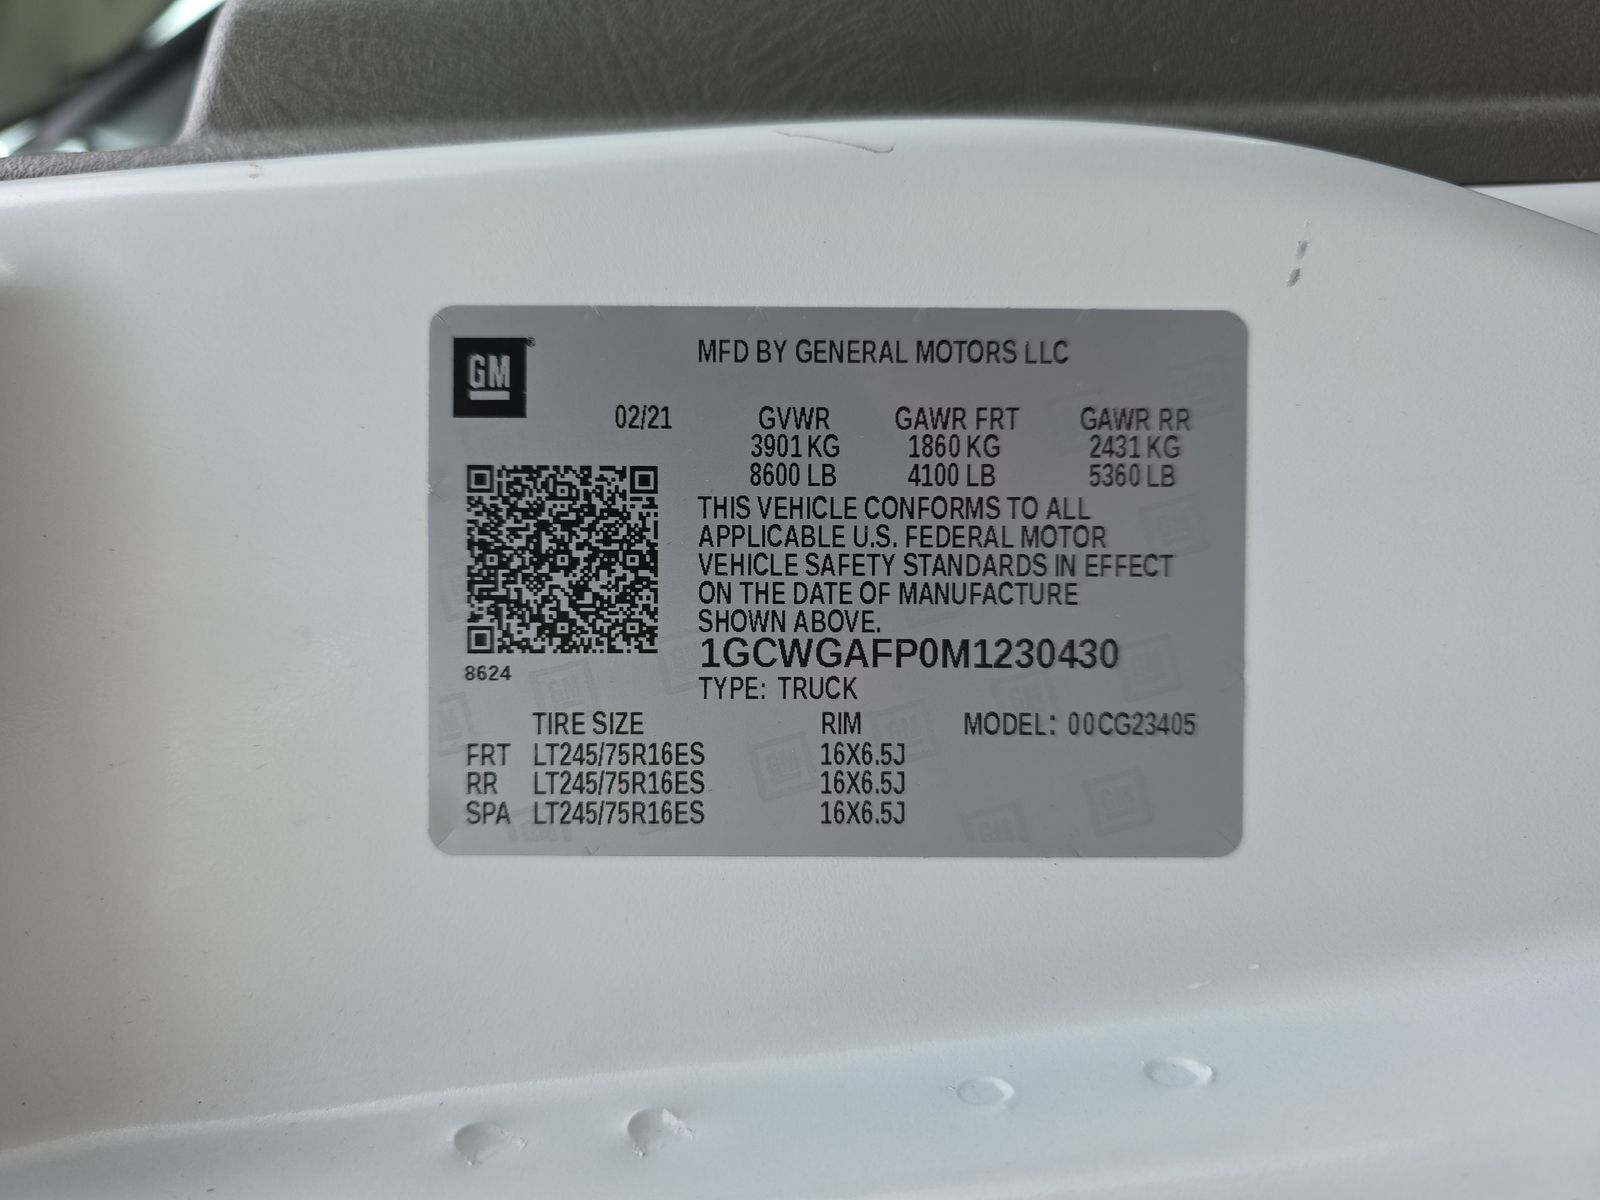 GM®
MFD BY GENERAL MOTORS LLC
02/21 GVWR GAWR FRT GAWR RR
3901 KG 1860 KG 2431 KG
8600 LB 4100 LB 5360 LB
THIS VEHICLE CONFORMS TO ALL
APPLICABLE U.S. FEDERAL MOTOR
VEHICLE SAFETY STANDARDS IN EFFECT
ON THE DATE OF MANUFACTURE
SHOWN ABOVE.
1GCWGAFP0M1230430
8624
TYPE: TRUCK
TIRE SIZE RIM MODEL: 00CG23405
FRT LT245/75R16ES 16X6.5J
RR LT245/75R16ES 16X6.5J
SPA LT245/75R16ES 16X6.5J